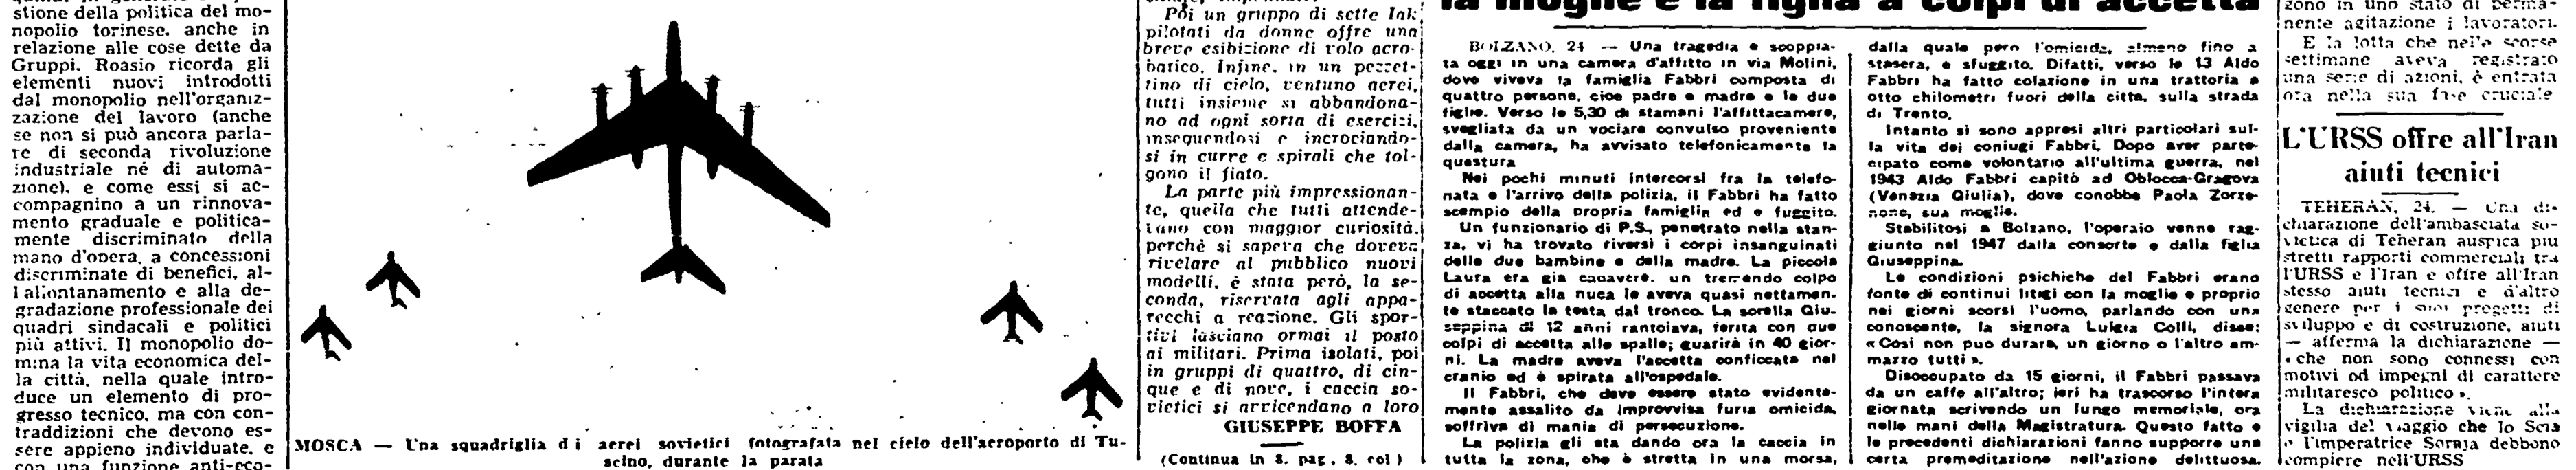 stione della politica del mo-
nopolio torinese. anche in
relazione alle cose dette da
Gruppi. Roasio ricorda gli
elementi nuovi introdotti
dal monopolio nell'organiz-
zazione del lavoro (anche
se non si può ancora parla-
re di seconda rivoluzione
industriale né di automa-
zione). e come essi si ac-
compagnino a un rinnova-
mento graduale e politica-
mente discriminato della
mano d'opera. a concessioni
discriminate di benefici, al-
l'allontanamento e alla de-
gradazione professionale dei
quadri sindacali e politici
più attivi. Il monopolio do-
mina la vita economica del-
la città. nella quale intro-
duce un elemento di pro-
gresso tecnico. ma con con-
traddizioni che devono es-
sere appieno individuate. e
con una funzione anti-eco-
MOSCA — Una squadriglia di aerei sovietici fotografata nel cielo dell'aeroporto di Tu-
scino, durante la parata
Poi un gruppo di sette Iak
pilotati da donne offre una
breve esibizione di volo acro-
batico. Infine. in un pezzet-
tino di cielo, ventuno aerei,
tutti insieme si abbandona-
no ad ogni sorta di esercizi,
inseguendosi e incrociando-
si in curve e spirali che tol-
gono il fiato.
La parte più impressionan-
te, quella che tutti attende-
vano con maggior curiosità,
perchè si sapeva che doveva
rivelare al pubblico nuovi
modelli, è stata però, la se-
conda, riservata agli appa-
recchi a reazione. Gli spor-
tivi lasciano ormai il posto
ai militari. Prima isolati, poi
in gruppi di quattro, di cin-
que e di nove, i caccia so-
vietici si avvicendano a loro
GIUSEPPE BOFFA
(Continua in 8. pag. 8. col)
la moglie e la figlia a colpi di accetta
BOLZANO, 24 — Una tragedia e scoppia-
ta oggi in una camera d'affitto in via Molini,
dove viveva la famiglia Fabbri composta di
quattro persone, cioe padre e madre e le due
figlie. Verso le 5,30 di stamani l'affittacamere,
svegliata da un vociare convulso proveniente
dalla camera, ha avvisato telefonicamente la
questura
Nei pochi minuti intercorsi fra la telefo-
nata e l'arrivo della polizia, il Fabbri ha fatto
scempio della propria famiglia ed e fuggito.
Un funzionario di P.S., penetrato nella stan-
za, vi ha trovato riversi i corpi insanguinati
delle due bambine e della madre. La piccola
Laura era gia cadavere. un tremendo colpo
di accetta alla nuca le aveva quasi nettamen-
te staccato la testa dal tronco. La sorella Giu-
seppina di 12 anni rantolava, ferita con due
colpi di accetta alle spalle; guarirà in 40 gior-
ni. La madre aveva l'accetta conficcata nel
cranio ed è spirata all'ospedale.
Il Fabbri, che deve essere stato evidente-
mente assalito da improvvisa furia omicida,
soffriva di mania di persecuzione.
La polizia gli sta dando ora la caccia in
tutta la zona, che è stretta in una morsa,
dalla quale pero l'omicida, almeno fino a
stasera, e sfuggito. Difatti, verso le 13 Aldo
Fabbri ha fatto colazione in una trattoria a
otto chilometri fuori della citta, sulla strada
di Trento.
Intanto si sono appresi altri particolari sul-
la vita dei coniugi Fabbri. Dopo aver parte-
cipato come volontario all'ultima guerra, nel
1943 Aldo Fabbri capitò ad Oblocca-Gragova
(Venezia Giulia), dove conobbe Paola Zorze-
none, sua moglie.
Stabilitosi a Bolzano, l'operaio venne rag-
giunto nel 1947 dalla consorte e dalla figlia
Giuseppina.
Le condizioni psichiche del Fabbri erano
fonte di continui litigi con la moglie e proprio
nei giorni scorsi l'uomo, parlando con una
conoscente, la signora Luigia Colli, disse:
«Cosi non puo durare, un giorno o l'altro am-
mazzo tutti».
Disoccupato da 15 giorni, il Fabbri passava
da un caffe all'altro; ieri ha trascorso l'intera
giornata scrivendo un lungo memoriale, ora
nelle mani della Magistratura. Questo fatto e
le precedenti dichiarazioni fanno supporre una
certa premeditazione nell'azione delittuosa.
gono in uno stato di perma-
nente agitazione i lavoratori.
E la lotta che nelle scorse
settimane aveva registrato
una serie di azioni, è entrata
ora nella sua fase cruciale
L'URSS offre all'Iran
aiuti tecnici
TEHERAN, 24. — Una di-
chiarazione dell'ambasciata so-
vietica di Teheran auspica più
stretti rapporti commerciali tra
l'URSS e l'Iran e offre all'Iran
stesso aiuti tecnici e d'altro
genere per i suoi progetti di
sviluppo e di costruzione, aiuti
— afferma la dichiarazione —
«che non sono connessi con
motivi od impegni di carattere
militaresco politico».
La dichiarazione viene alla
vigilia del viaggio che lo Scià
e l'imperatrice Soraja debbono
compiere nell'URSS